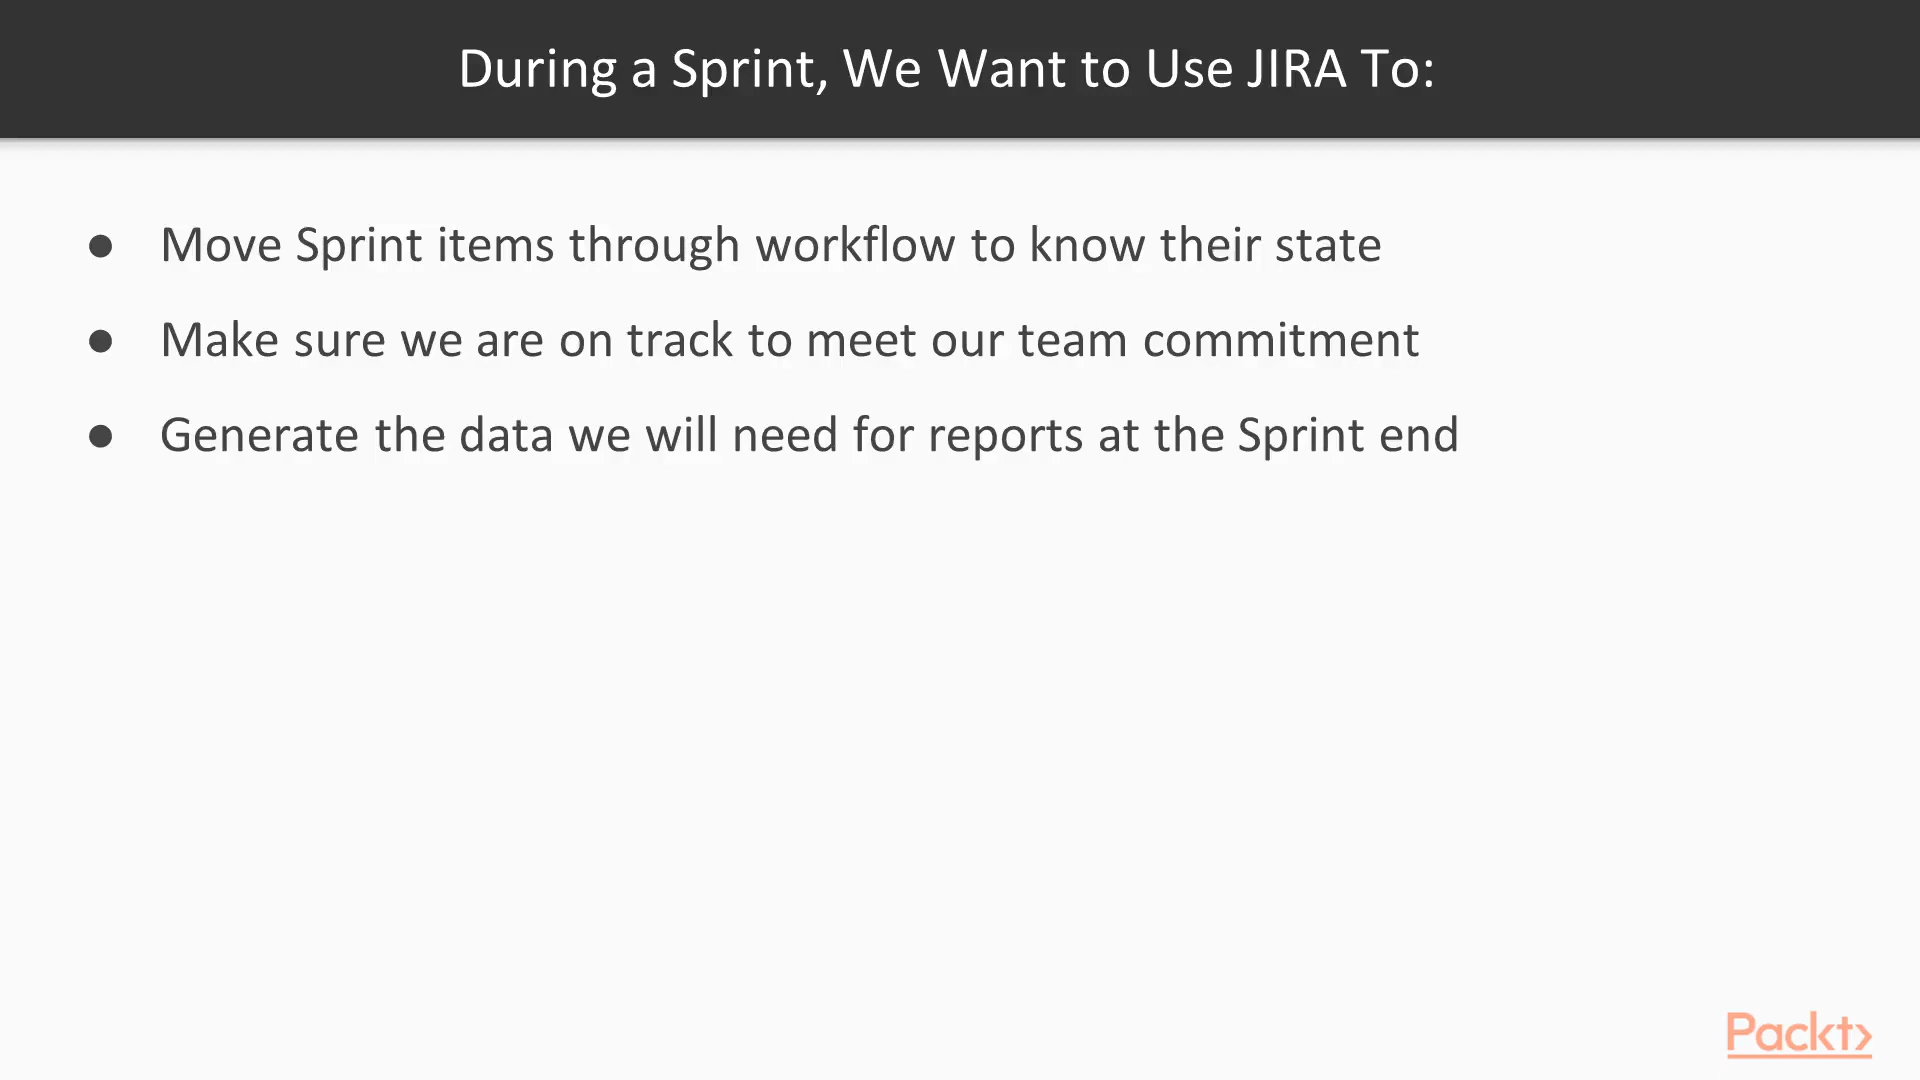 During a Sprint, We Want to Use JIRA To:
● Move Sprint items through workflow to know their state
● Make sure we are on track to meet our team commitment
● Generate the data we will need for reports at the Sprint end
Packt>